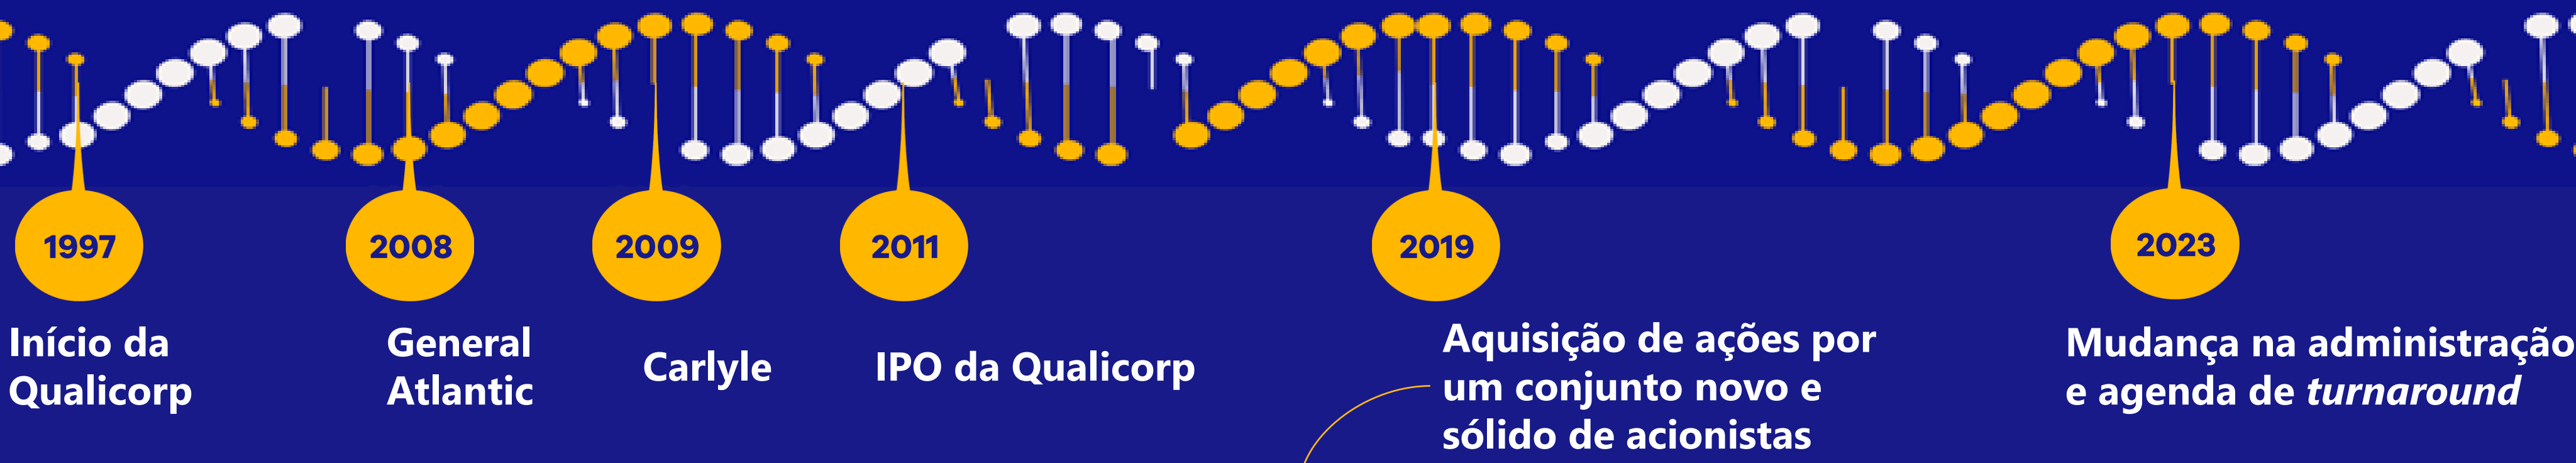 1997
2008
2009
2011
2019
2023
Início da
Qualicorp
General
Atlantic
Carlyle
IPO da Qualicorp
Aquisição de ações por
um conjunto novo e
sólido de acionistas
Mudança na administração
e agenda de turnaround